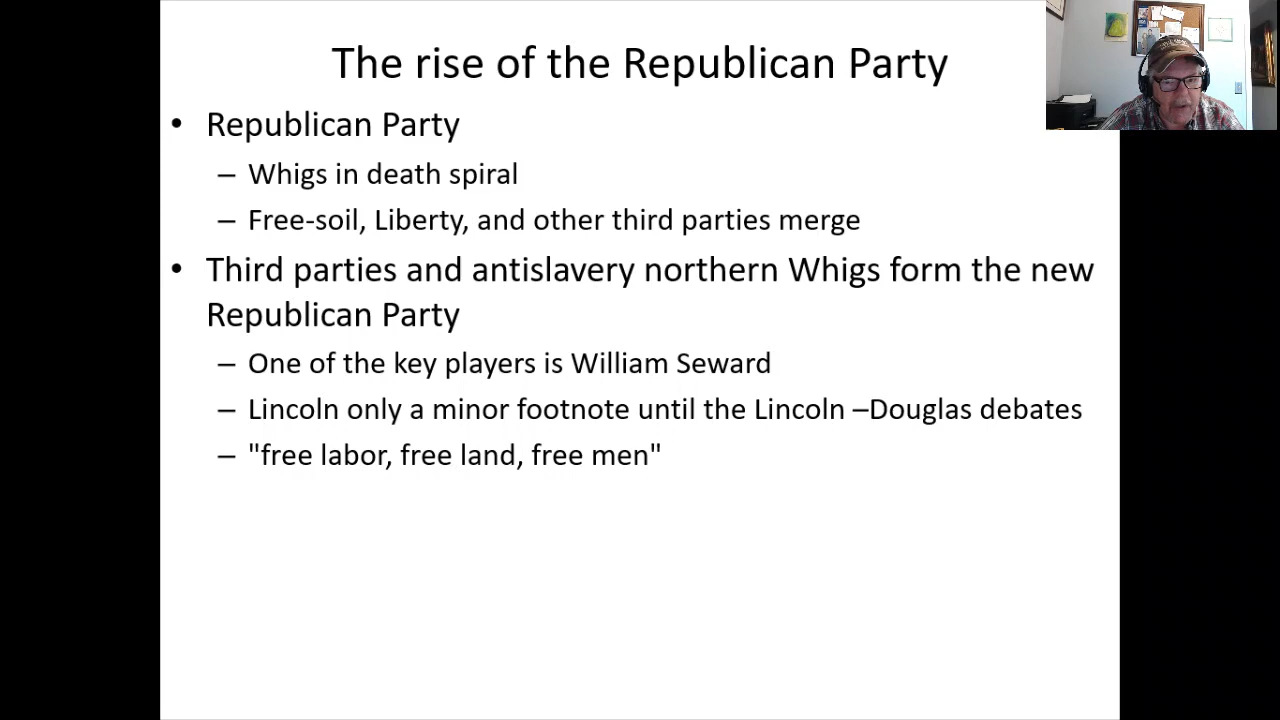 The rise of the Republican Party
• Republican Party
– Whigs in death spiral
– Free-soil, Liberty, and other third parties merge
• Third parties and antislavery northern Whigs form the new
Republican Party
– One of the key players is William Seward
– Lincoln only a minor footnote until the Lincoln –Douglas debates
– "free labor, free land, free men"